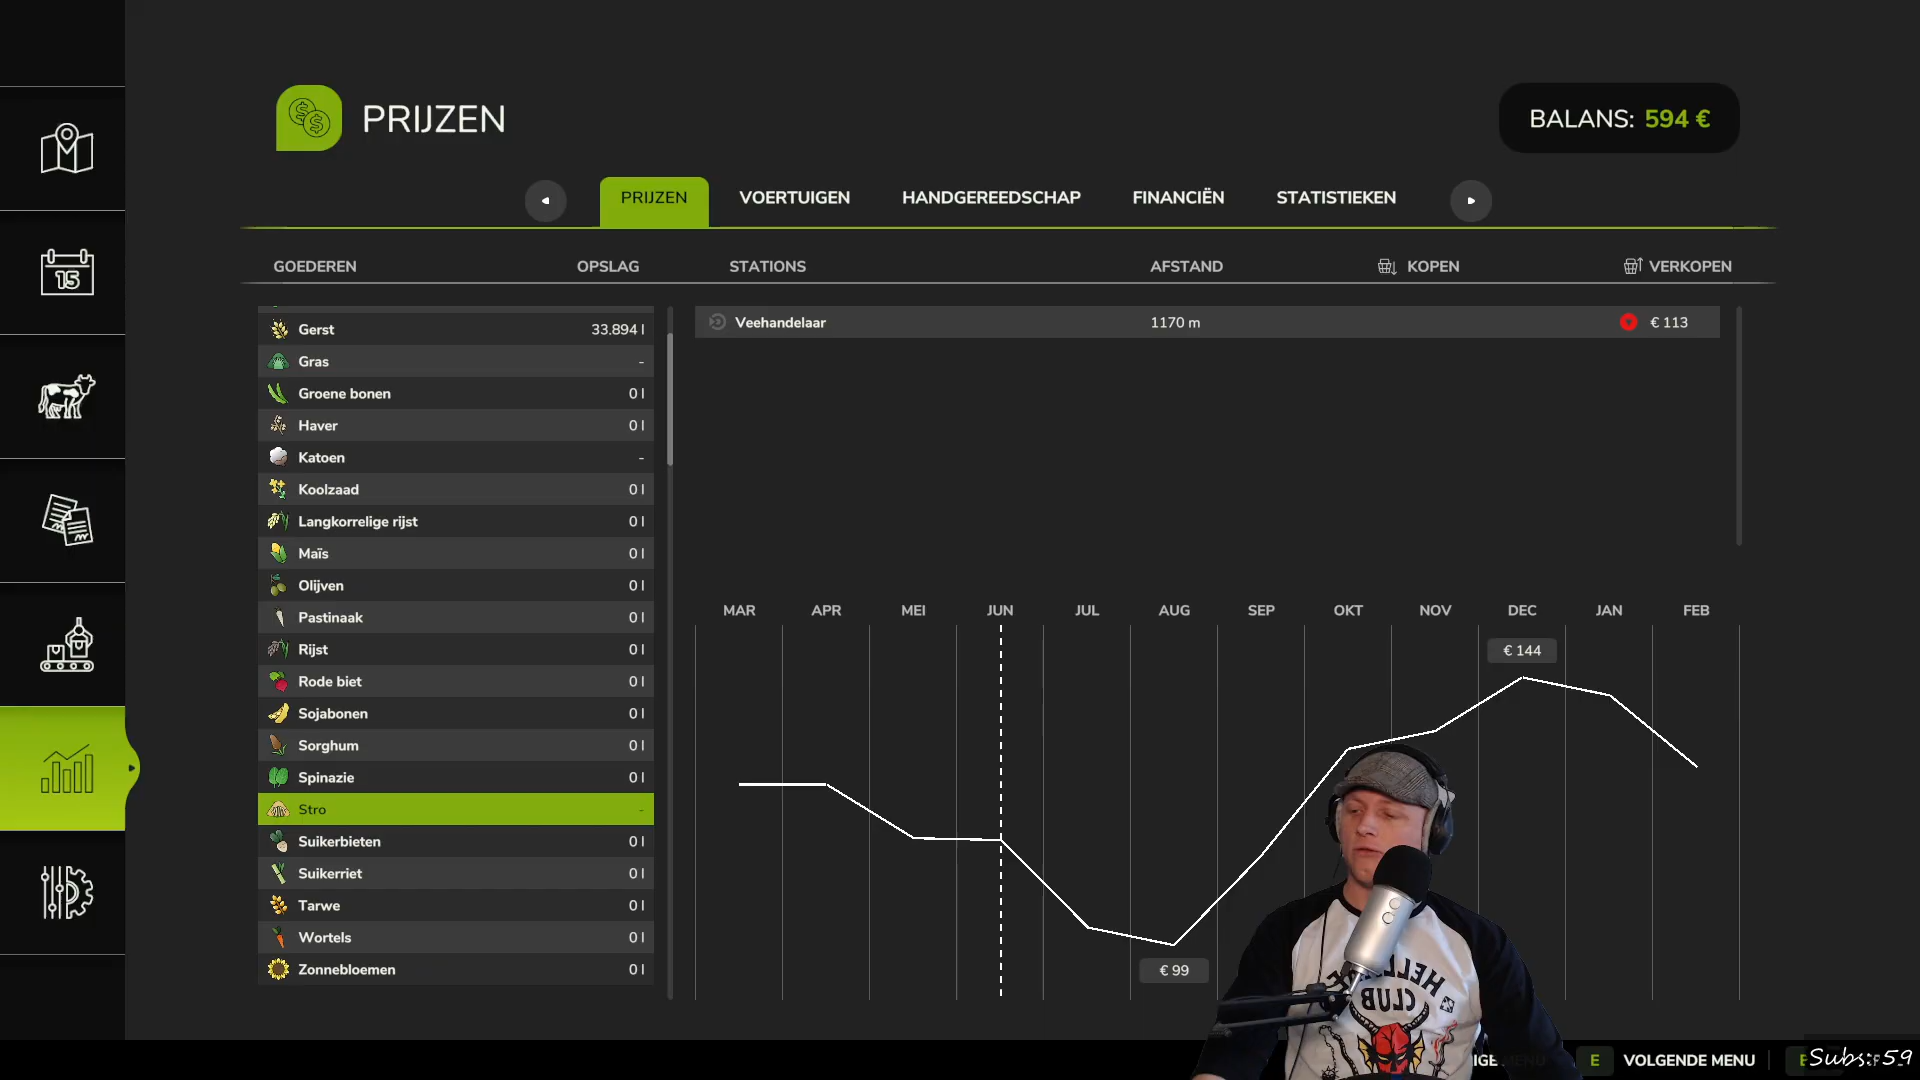 PRIJZEN
BALANS: 594 €
PRIJZEN VOERTUIGEN HANDGEREEDSCHAP FINANCIËN STATISTIEKEN
GOEDEREN OPSLAG STATIONS AFSTAND KOPEN VERKOPEN
15
Gerst 33.894 l
Gras -
Groene bonen 0 l
Haver 0 l
Katoen -
Koolzaad 0 l
Langkorrelige rijst 0 l
Maïs 0 l
Olijven 0 l
Pastinaak 0 l
Rijst 0 l
Rode biet 0 l
Sojabonen 0 l
Sorghum 0 l
Spinazie 0 l
Stro -
Suikerbieten 0 l
Suikerriet 0 l
Tarwe 0 l
Wortels 0 l
Zonnebloemen 0 l
Veehandelaar 1170 m € 113
MAR APR MEI JUN JUL AUG SEP OKT NOV DEC JAN FEB
€ 144
€ 99
CLUB
E VOLGENDE MENU
Subs: 59